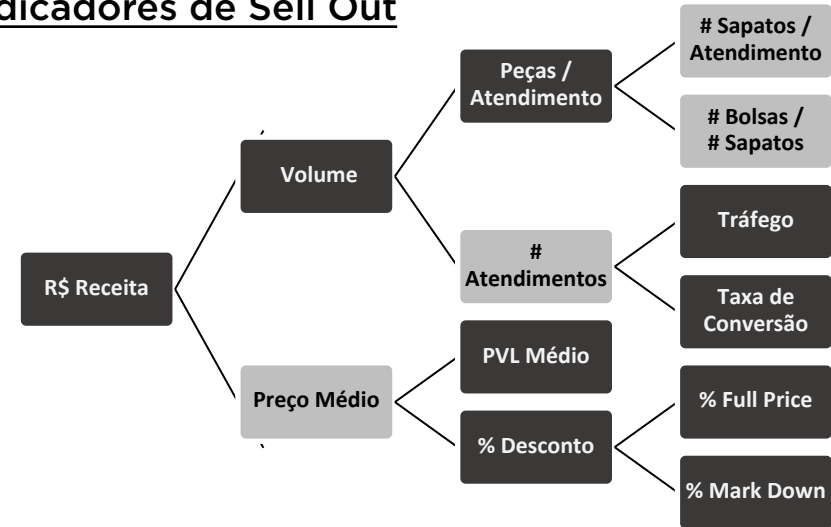 dicadores de Sell Out
# Sapatos /
Atendimento
Peças /
Atendimento
# Bolsas /
# Sapatos
Volume
Tráfego
#
Atendimentos
R$ Receita
Taxa de
Conversão
PVL Médio
Preço Médio
% Full Price
% Desconto
% Mark Down